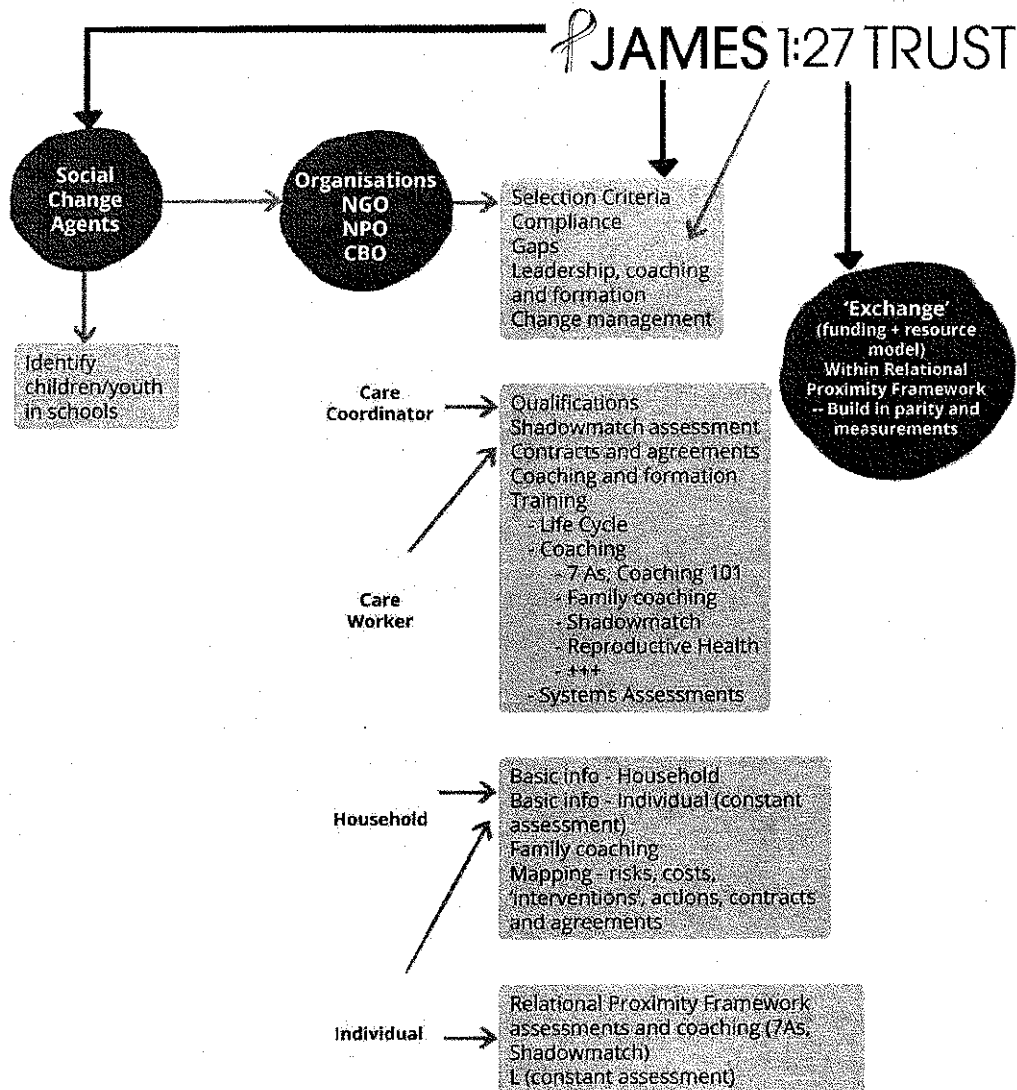 JAMES 1:27 TRUST
Social
Change
Agents
Organisations
NGO
NPO
CBO
Selection Criteria
Compliance
Gaps
Leadership, coaching
and formation
Change management
'Exchange'
(funding + resource
model)
Within Relational
Proximity Framework
-- Build in parity and
measurements
Identify
children/youth
in schools
Care
Coordinator
Qualifications
Shadowmatch assessment
Contracts and agreements
Coaching and formation
Training
- Life Cycle
- Coaching
- 7 As, Coaching 101
- Family coaching
- Shadowmatch
- Reproductive Health
- +++
- Systems Assessments
Care
Worker
Household
Basic info - Household
Basic info - Individual (constant
assessment)
Family coaching
Mapping - risks, costs,
'interventions', actions, contracts
and agreements
Individual
Relational Proximity Framework
assessments and coaching (7As,
Shadowmatch)
L (constant assessment)